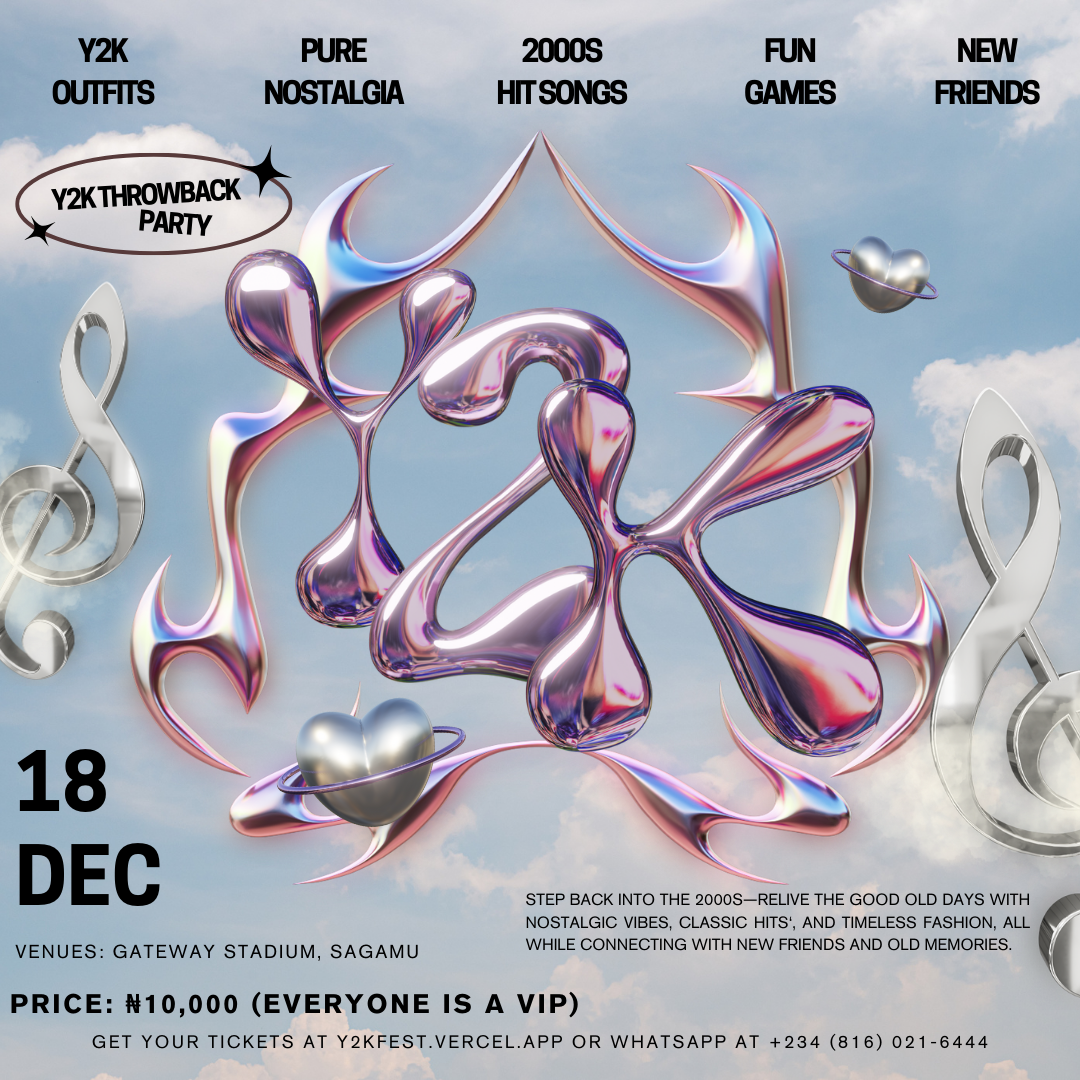 Y2K
OUTFITS
PURE
NOSTALGIA
2000S
HIT SONGS
FUN
GAMES
NEW
FRIENDS
Y2K THROWBACK
PARTY
Y2K
18
DEC
STEP BACK INTO THE 2000S—RELIVE THE GOOD OLD DAYS WITH
NOSTALGIC VIBES, CLASSIC HITS‘, AND TIMELESS FASHION, ALL
WHILE CONNECTING WITH NEW FRIENDS AND OLD MEMORIES.
VENUES: GATEWAY STADIUM, SAGAMU
PRICE: ₦10,000 (EVERYONE IS A VIP)
GET YOUR TICKETS AT Y2KFEST.VERCEL.APP OR WHATSAPP AT +234 (816) 021-6444